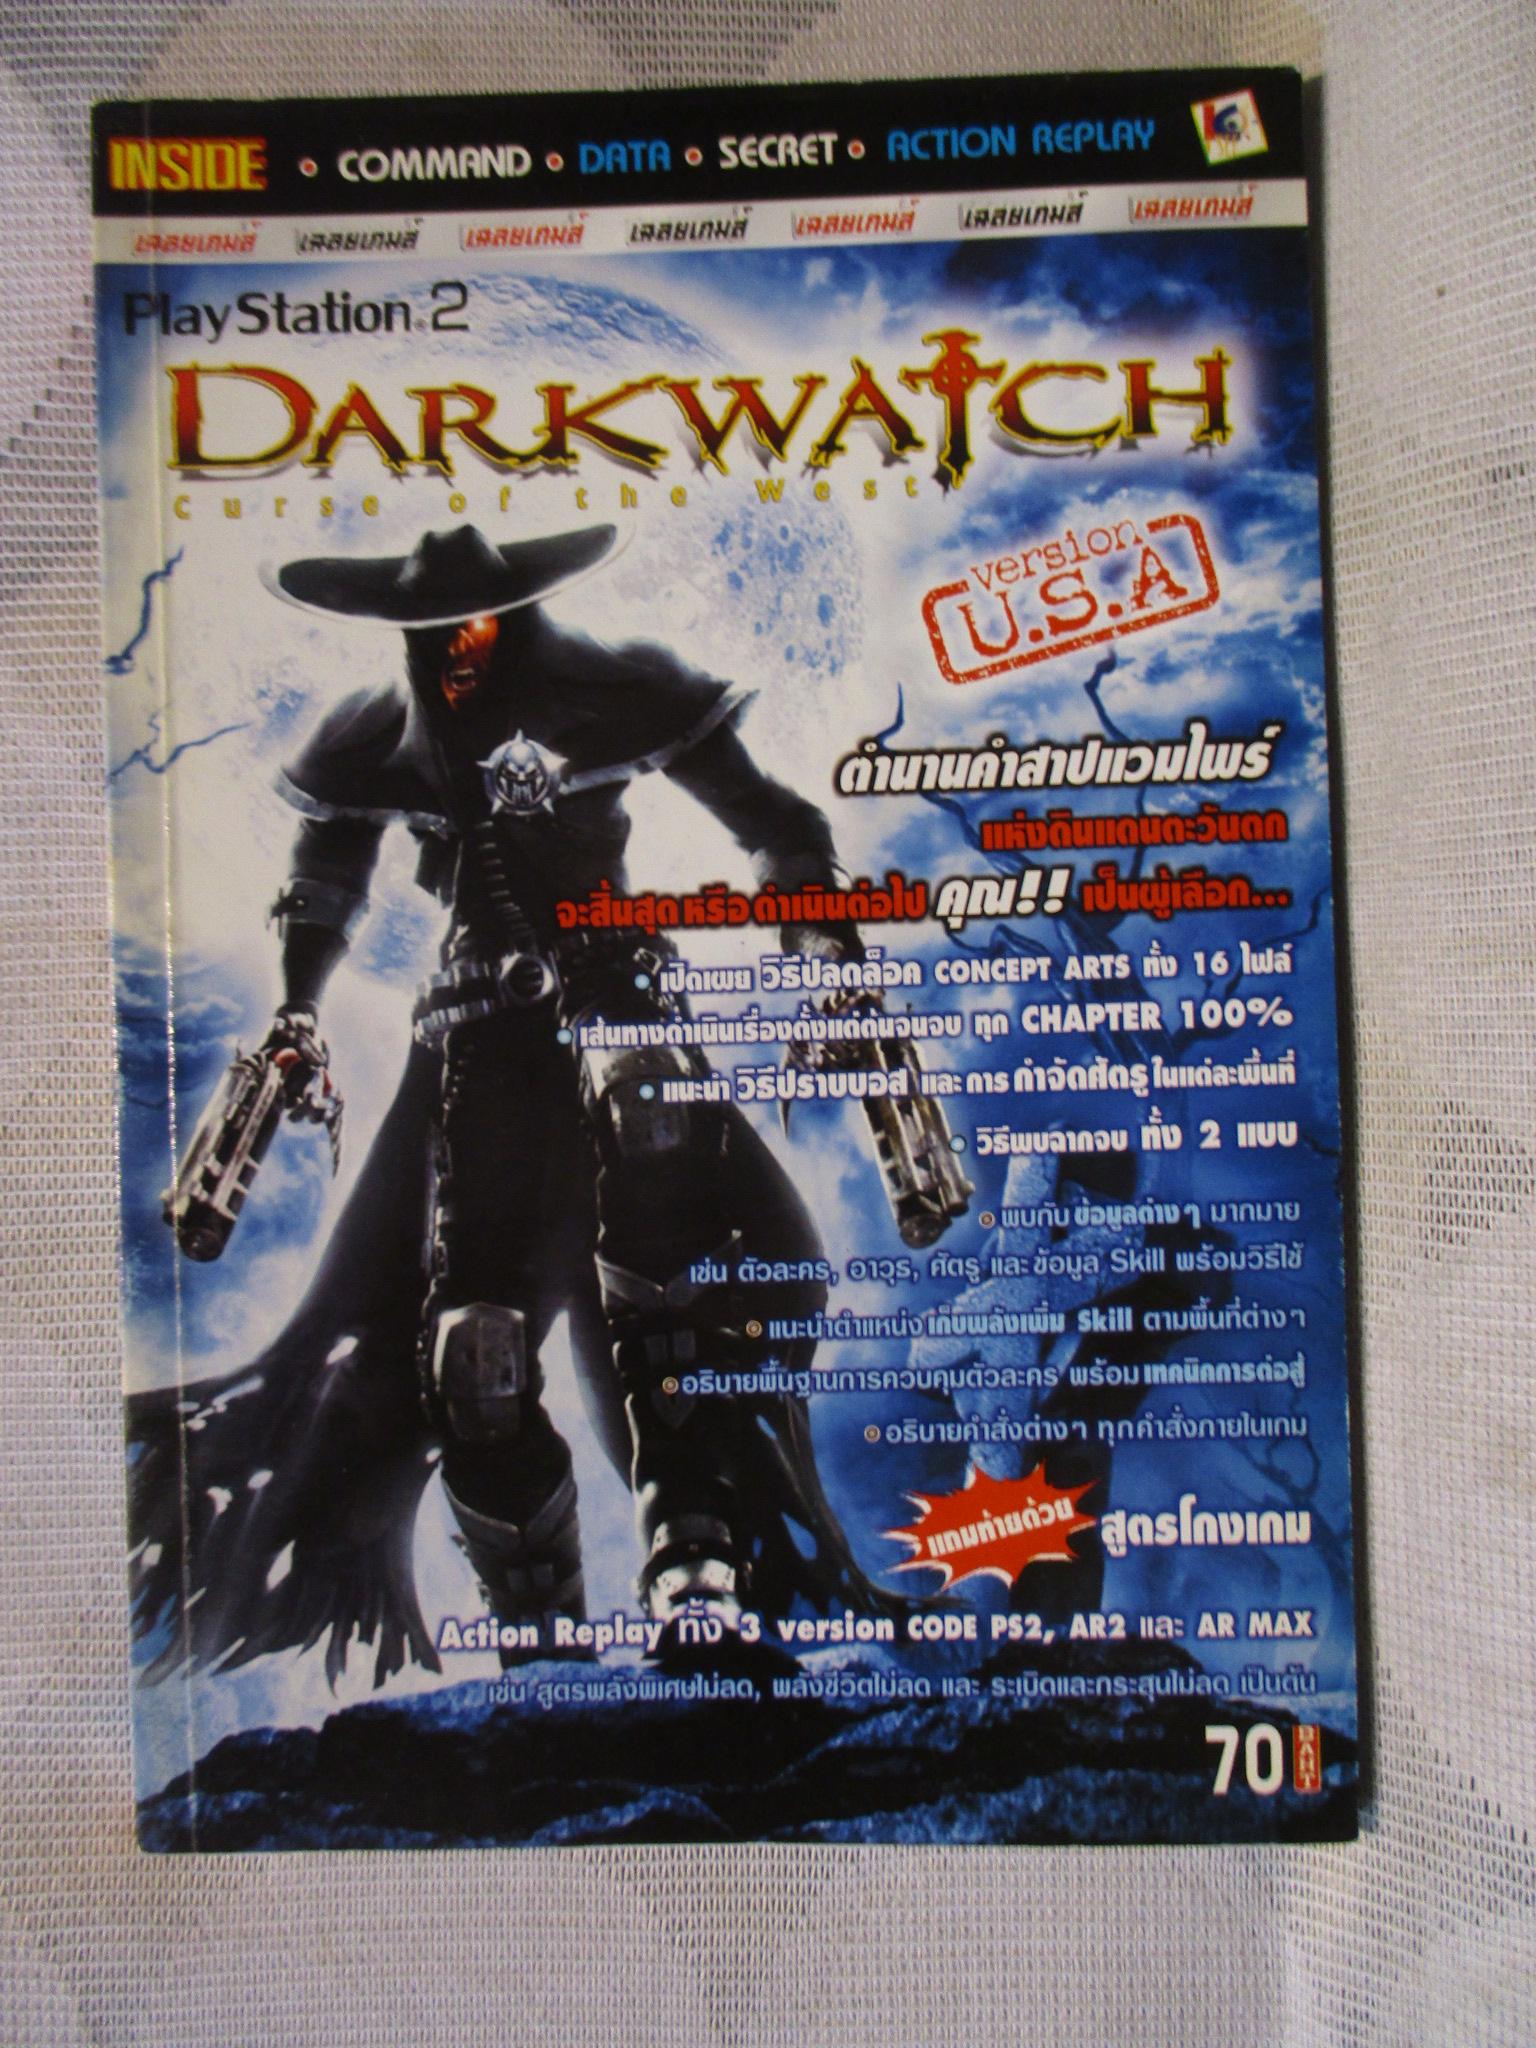 INSIDE • COMMAND • DATA • SECRET • ACTION REPLAY
เฉลยเกมส์ เฉลยเกมส์ เฉลยเกมส์ เฉลยเกมส์ เฉลยเกมส์ เฉลยเกมส์ เฉลยเกมส์
PlayStation®2
DARKWATCH
Curse of the West
version
U.S.A
ตำนานคำสาปแวมไพร์
แห่งดินแดนตะวันตก
จะสิ้นสุดหรือดำเนินต่อไป คุณ!! เป็นผู้เลือก...
• เปิดเผย วิธีปลดล็อก CONCEPT ARTS ทั้ง 16 ไฟล์
• เส้นทางดำเนินเรื่องตั้งแต่ต้นจนจบ ทุก CHAPTER 100%
• แนะนำ วิธีปราบบอส และการ กำจัดศัตรู ในแต่ละพื้นที่
• วิธีพบฉากจบ ทั้ง 2 แบบ
• พบกับ ข้อมูลต่างๆ มากมาย
เช่น ตัวละคร, อาวุธ, ศัตรู และข้อมูล Skill พร้อมวิธีใช้
• แนะนำตำแหน่งเก็บพลังเพิ่ม Skill ตามพื้นที่ต่างๆ
• อธิบายพื้นฐานการควบคุมตัวละคร พร้อม เทคนิคการต่อสู้
• อธิบายคำสั่งต่างๆ ทุกคำสั่งภายในเกม
แถมท้ายด้วย สูตรโกงเกม
Action Replay ทั้ง 3 version CODE PS2, AR2 และ AR MAX
เช่น สูตรพลังพิเศษไม่ลด, พลังชีวิตไม่ลด และ ระเบิดและกระสุนไม่ลด เป็นต้น
70 BAHT